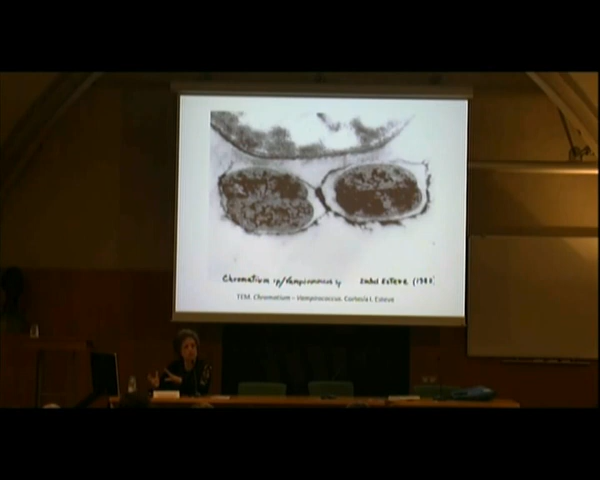 Chromatium sp/Vampirococcus sp Isabel Esteve (1983)
TEM. Chromatium – Vampirococcus. Cortesía I. Esteve